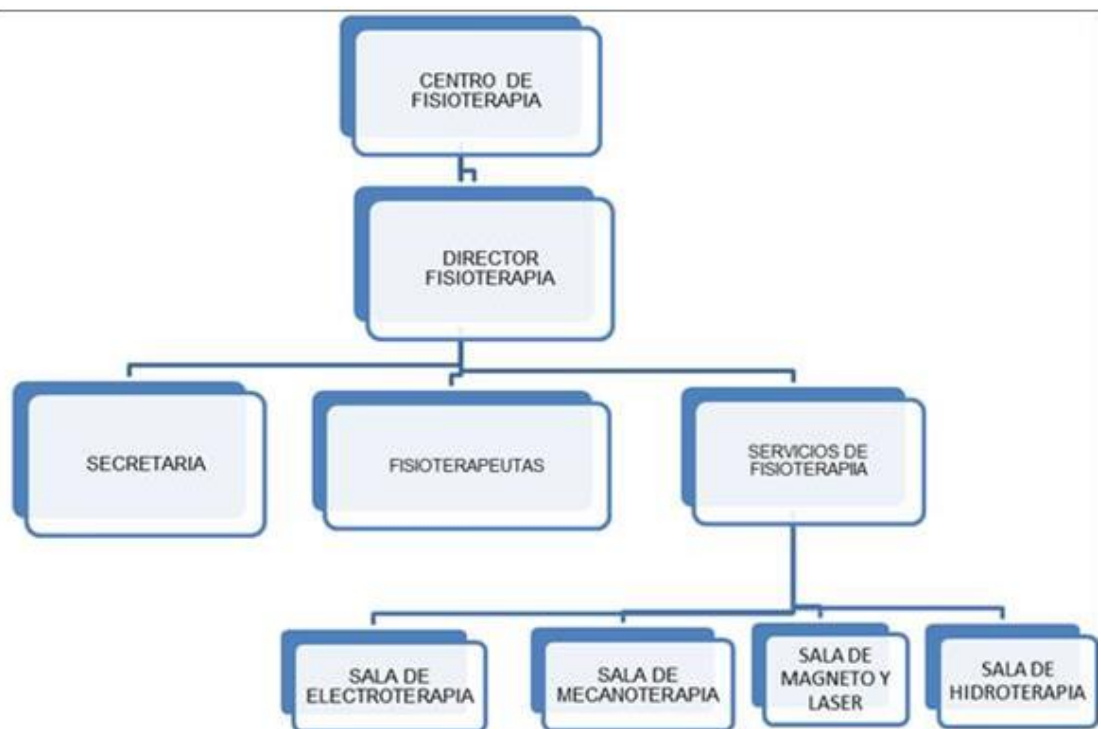 CENTRO DE
FISIOTERAPIA
DIRECTOR
FISIOTERAPIA
SECRETARIA
FISIOTERAPEUTAS
SERVICIOS DE
FISIOTERAPIIA
SALA DE
ELECTROTERAPIA
SALA DE
MECANOTERAPIA
SALA DE
MAGNETO Y
LASER
SALA DE
HIDROTERAPIA